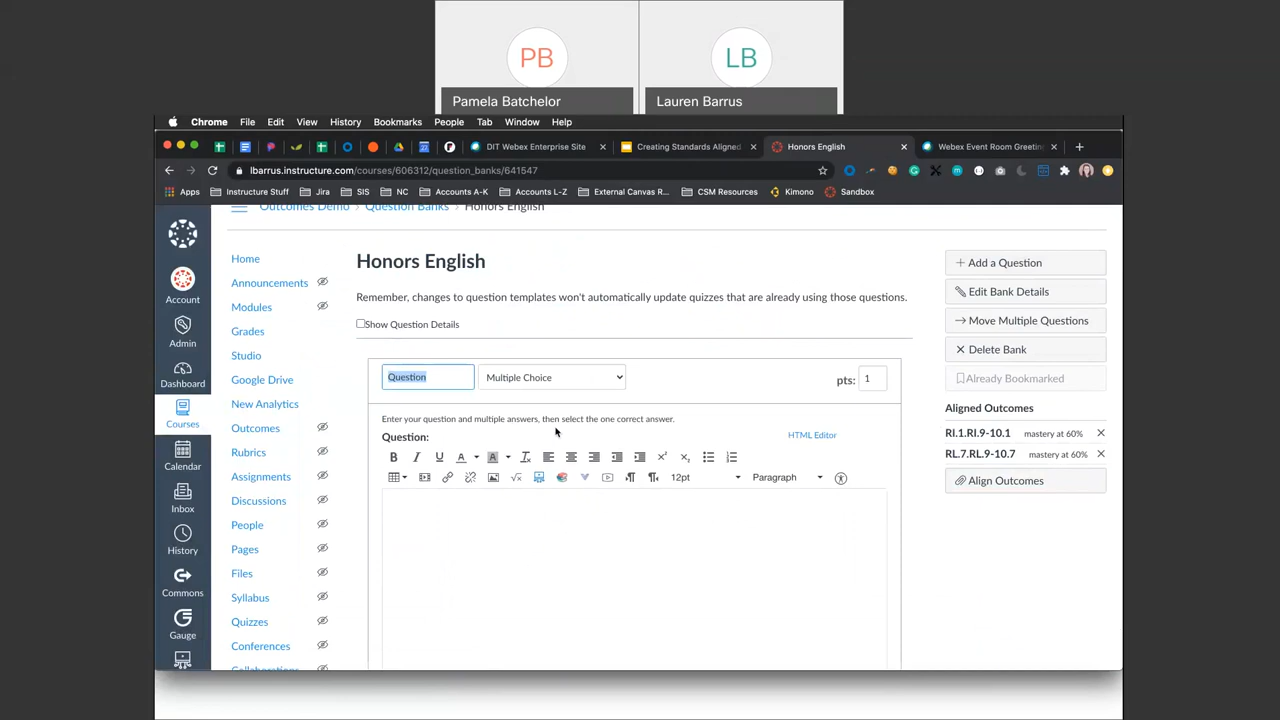 PB
LB
Pamela Batchelor
Lauren Barrus
Chrome File Edit View History Bookmarks People Tab Window Help
DIT Webex Enterprise Site
Creating Standards Aligned
Honors English
Webex Event Room Greetin
lbarrus.instructure.com/courses/606312/question_banks/641547
Apps Instructure Stuff Jira SIS NC Accounts A-K Accounts L-Z External Canvas R... CSM Resources Kimono Sandbox
Outcomes Demo > Question Banks > Honors English
Account
Admin
Dashboard
Courses
Calendar
Inbox
History
Commons
Gauge
Home
Announcements
Modules
Grades
Studio
Google Drive
New Analytics
Outcomes
Rubrics
Assignments
Discussions
People
Pages
Files
Syllabus
Quizzes
Conferences
Collaborations
Honors English
Remember, changes to question templates won't automatically update quizzes that are already using those questions.
Show Question Details
Question Multiple Choice pts: 1
Enter your question and multiple answers, then select the one correct answer.
Question: HTML Editor
12pt Paragraph
+ Add a Question
Edit Bank Details
Move Multiple Questions
Delete Bank
Already Bookmarked
Aligned Outcomes
RI.1.RI.9-10.1 mastery at 60%
RL.7.RL.9-10.7 mastery at 60%
Align Outcomes